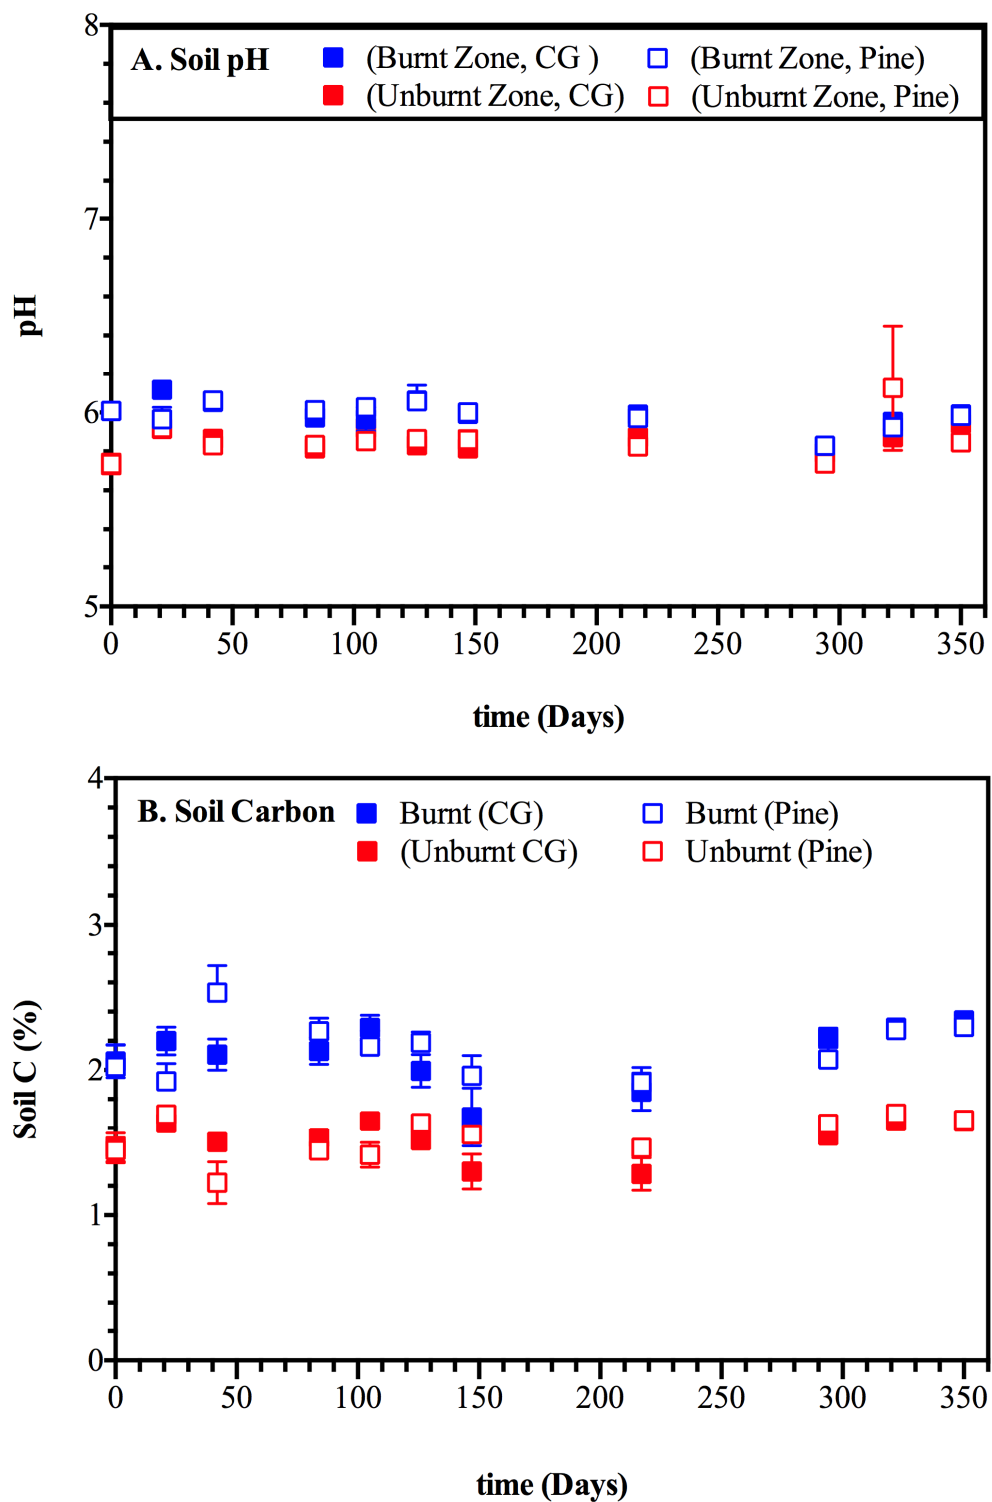 8
A. Soil pH (Burnt Zone, CG ) (Burnt Zone, Pine)
(Unburnt Zone, CG) (Unburnt Zone, Pine)
7
pH
6
5
0 50 100 150 200 250 300 350
time (Days)
4
B. Soil Carbon Burnt (CG) Burnt (Pine)
(Unburnt CG) Unburnt (Pine)
3
Soil C (%)
2
1
0
0 50 100 150 200 250 300 350
time (Days)